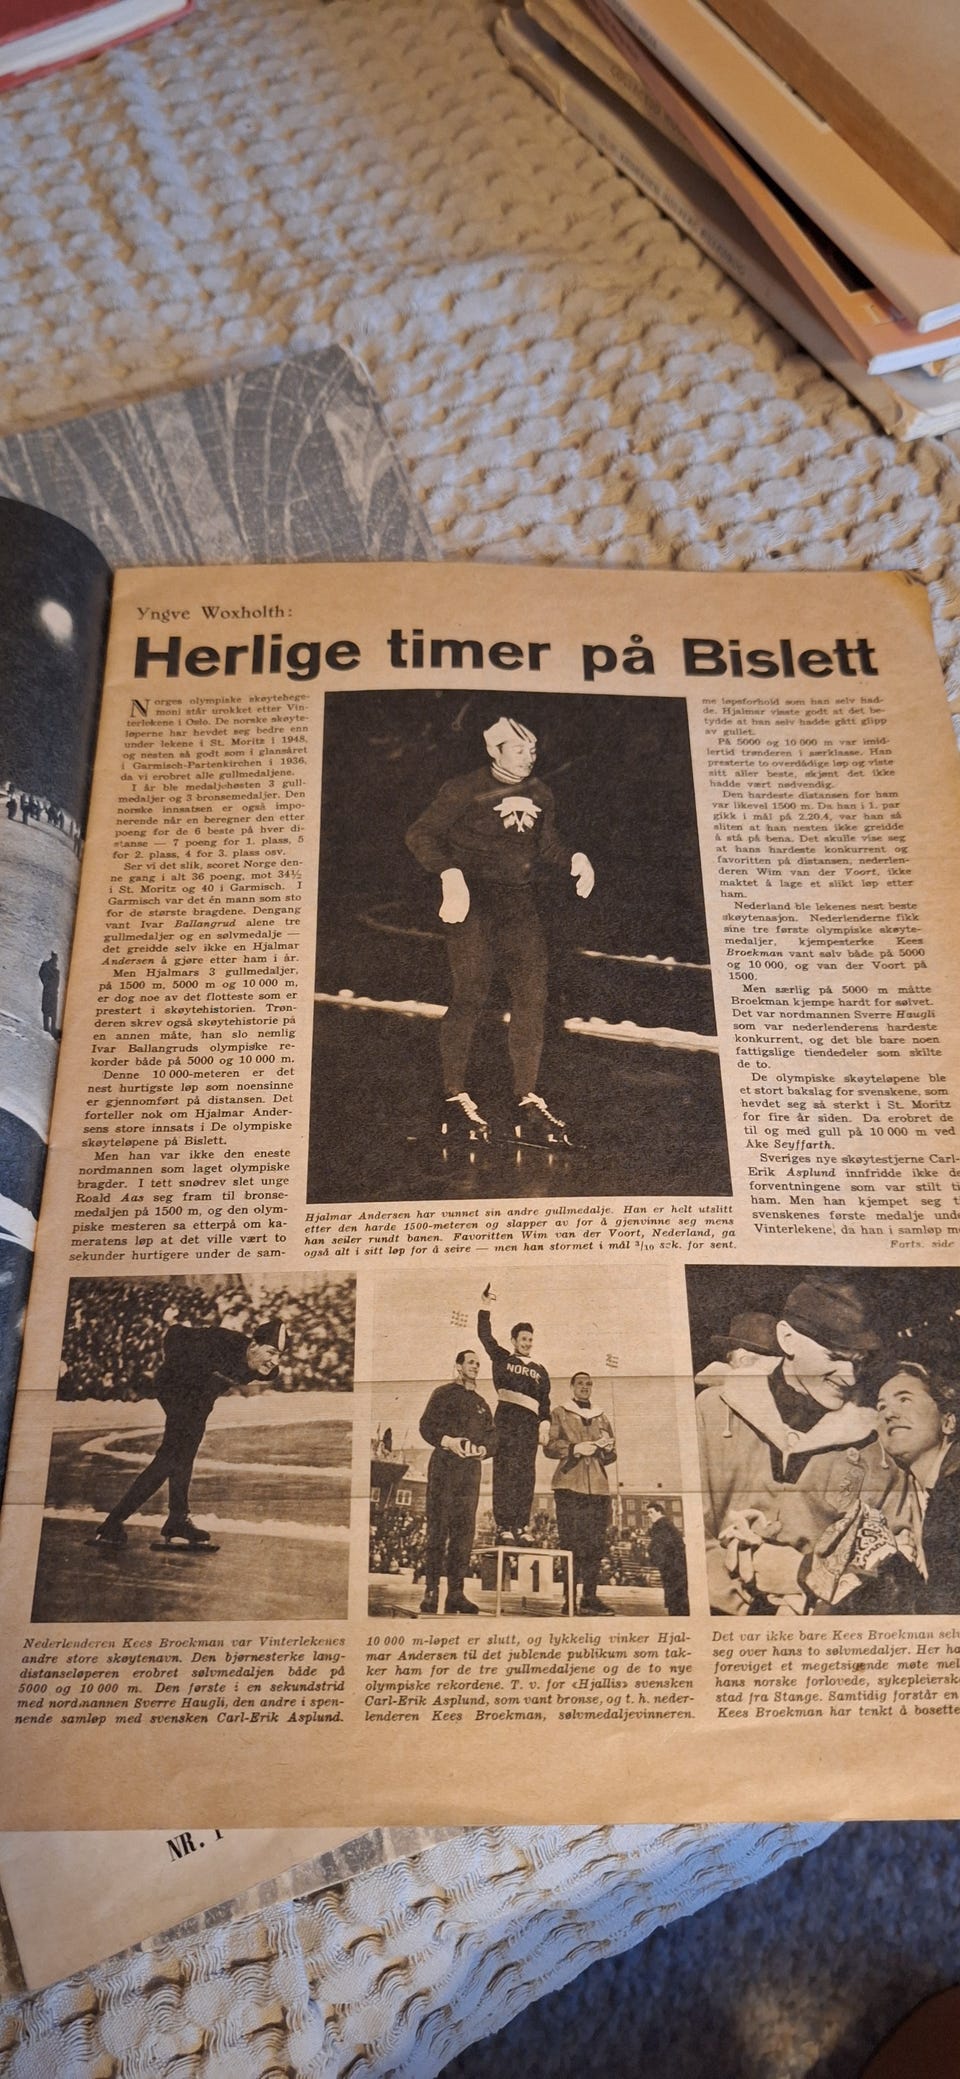 Yngve Woxholth:
Herlige timer på Bislett
Norges olympiske skøytehege-
moni står urokket etter Vin-
terlekene i Oslo. De norske skøyte-
løperne har hevdet seg bedre enn
under lekene i St. Moritz i 1948,
og nesten så godt som i glansåret
i Garmisch-Partenkirchen i 1936,
da vi erobret alle gullmedaljene.
I år ble medaljehøsten 3 gull-
medaljer og 3 bronsemedaljer. Den
norske innsatsen er også impo-
nerende når en beregner den etter
poeng for de 6 beste på hver di-
stanse — 7 poeng for 1. plass, 5
for 2. plass, 4 for 3. plass osv.
Ser vi det slik, scoret Norge den-
ne gang i alt 36 poeng, mot 34½
i St. Moritz og 40 i Garmisch. I
Garmisch var det én mann som sto
for de største bragdene. Dengang
vant Ivar Ballangrud alene tre
gullmedaljer og en sølvmedalje —
det greidde selv ikke en Hjalmar
Andersen å gjøre etter ham i år.
Men Hjalmars 3 gullmedaljer,
på 1500 m, 5000 m og 10 000 m,
er dog noe av det flotteste som er
prestert i skøytehistorien. Trøn-
deren skrev også skøytehistorie på
en annen måte, han slo nemlig
Ivar Ballangruds olympiske re-
korder både på 5000 og 10 000 m.
Denne 10 000-meteren er det
nest hurtigste løp som noensinne
er gjennomført på distansen. Det
forteller nok om Hjalmar Ander-
sens store innsats i De olympiske
skøyteløpene på Bislett.
Men han var ikke den eneste
nordmannen som laget olympiske
bragder. I tett snødrev slet unge
Roald Aas seg fram til bronse-
medaljen på 1500 m, og den olym-
piske mesteren sa etterpå om ka-
meratens løp at det ville vært to
sekunder hurtigere under de sam-
me løpsforhold som han selv had-
de. Hjalmar visste godt at det be-
tydde at han selv hadde gått glipp
av gullet.
På 5000 og 10 000 m var imid-
lertid trønderen i særklasse. Han
presterte to overdådige løp og viste
sitt aller beste, skjønt det ikke
hadde vært nødvendig.
Den hardeste distansen for ham
var likevel 1500 m. Da han i 1. par
gikk i mål på 2.20.4, var han så
sliten at han nesten ikke greidde
å stå på bena. Det skulle vise seg
at hans hardeste konkurrent og
favoritten på distansen, nederlen-
deren Wim van der Voort, ikke
maktet å lage et slikt løp etter
ham.
Nederland ble lekenes nest beste
skøytenasjon. Nederlenderne fikk
sine tre første olympiske skøyte-
medaljer, kjempesterke Kees
Broekman vant sølv både på 5000
og 10 000, og van der Voort på
1500.
Men særlig på 5000 m måtte
Broekman kjempe hardt for sølvet.
Det var nordmannen Sverre Haugli
som var nederlenderens hardeste
konkurrent, og det ble bare noen
fattigslige tiendedeler som skilte
de to.
De olympiske skøyteløpene ble
et stort bakslag for svenskene, som
hevdet seg så sterkt i St. Moritz
for fire år siden. Da erobret de
til og med gull på 10 000 m ved
Åke Seyffarth.
Sveriges nye skøytestjerne Carl-
Erik Asplund innfridde ikke de
forventningene som var stilt ti
ham. Men han kjempet seg t
svenskenes første medalje unde
Vinterlekene, da han i samløp m
Forts. side
Hjalmar Andersen har vunnet sin andre gullmedalje. Han er helt utslitt
etter den harde 1500-meteren og slapper av for å gjenvinne seg mens
han seiler rundt banen. Favoritten Wim van der Voort, Nederland, ga
også alt i sitt løp for å seire — men han stormet i mål ³/₁₀ sek. for sent.
NORGE
1
Nederlenderen Kees Broekman var Vinterlekenes
andre store skøytenavn. Den bjørnesterke lang-
distanseløperen erobret sølvmedaljen både på
5000 og 10 000 m. Den første i en sekundstrid
med nordmannen Sverre Haugli, den andre i spen-
nende samløp med svensken Carl-Erik Asplund.
10 000 m-løpet er slutt, og lykkelig vinker Hjal-
mar Andersen til det jublende publikum som tak-
ker ham for de tre gullmedaljene og de to nye
olympiske rekordene. T. v. for «Hjallis» svensken
Carl-Erik Asplund, som vant bronse, og t. h. neder-
lenderen Kees Broekman, sølvmedaljevinneren.
Det var ikke bare Kees Broekman selv
seg over hans to sølvmedaljer. Her ha
foreviget et megetsigende møte mel
hans norske forlovede, sykepleiersk
stad fra Stange. Samtidig forstår en
Kees Broekman har tenkt å bosette
NR. 1